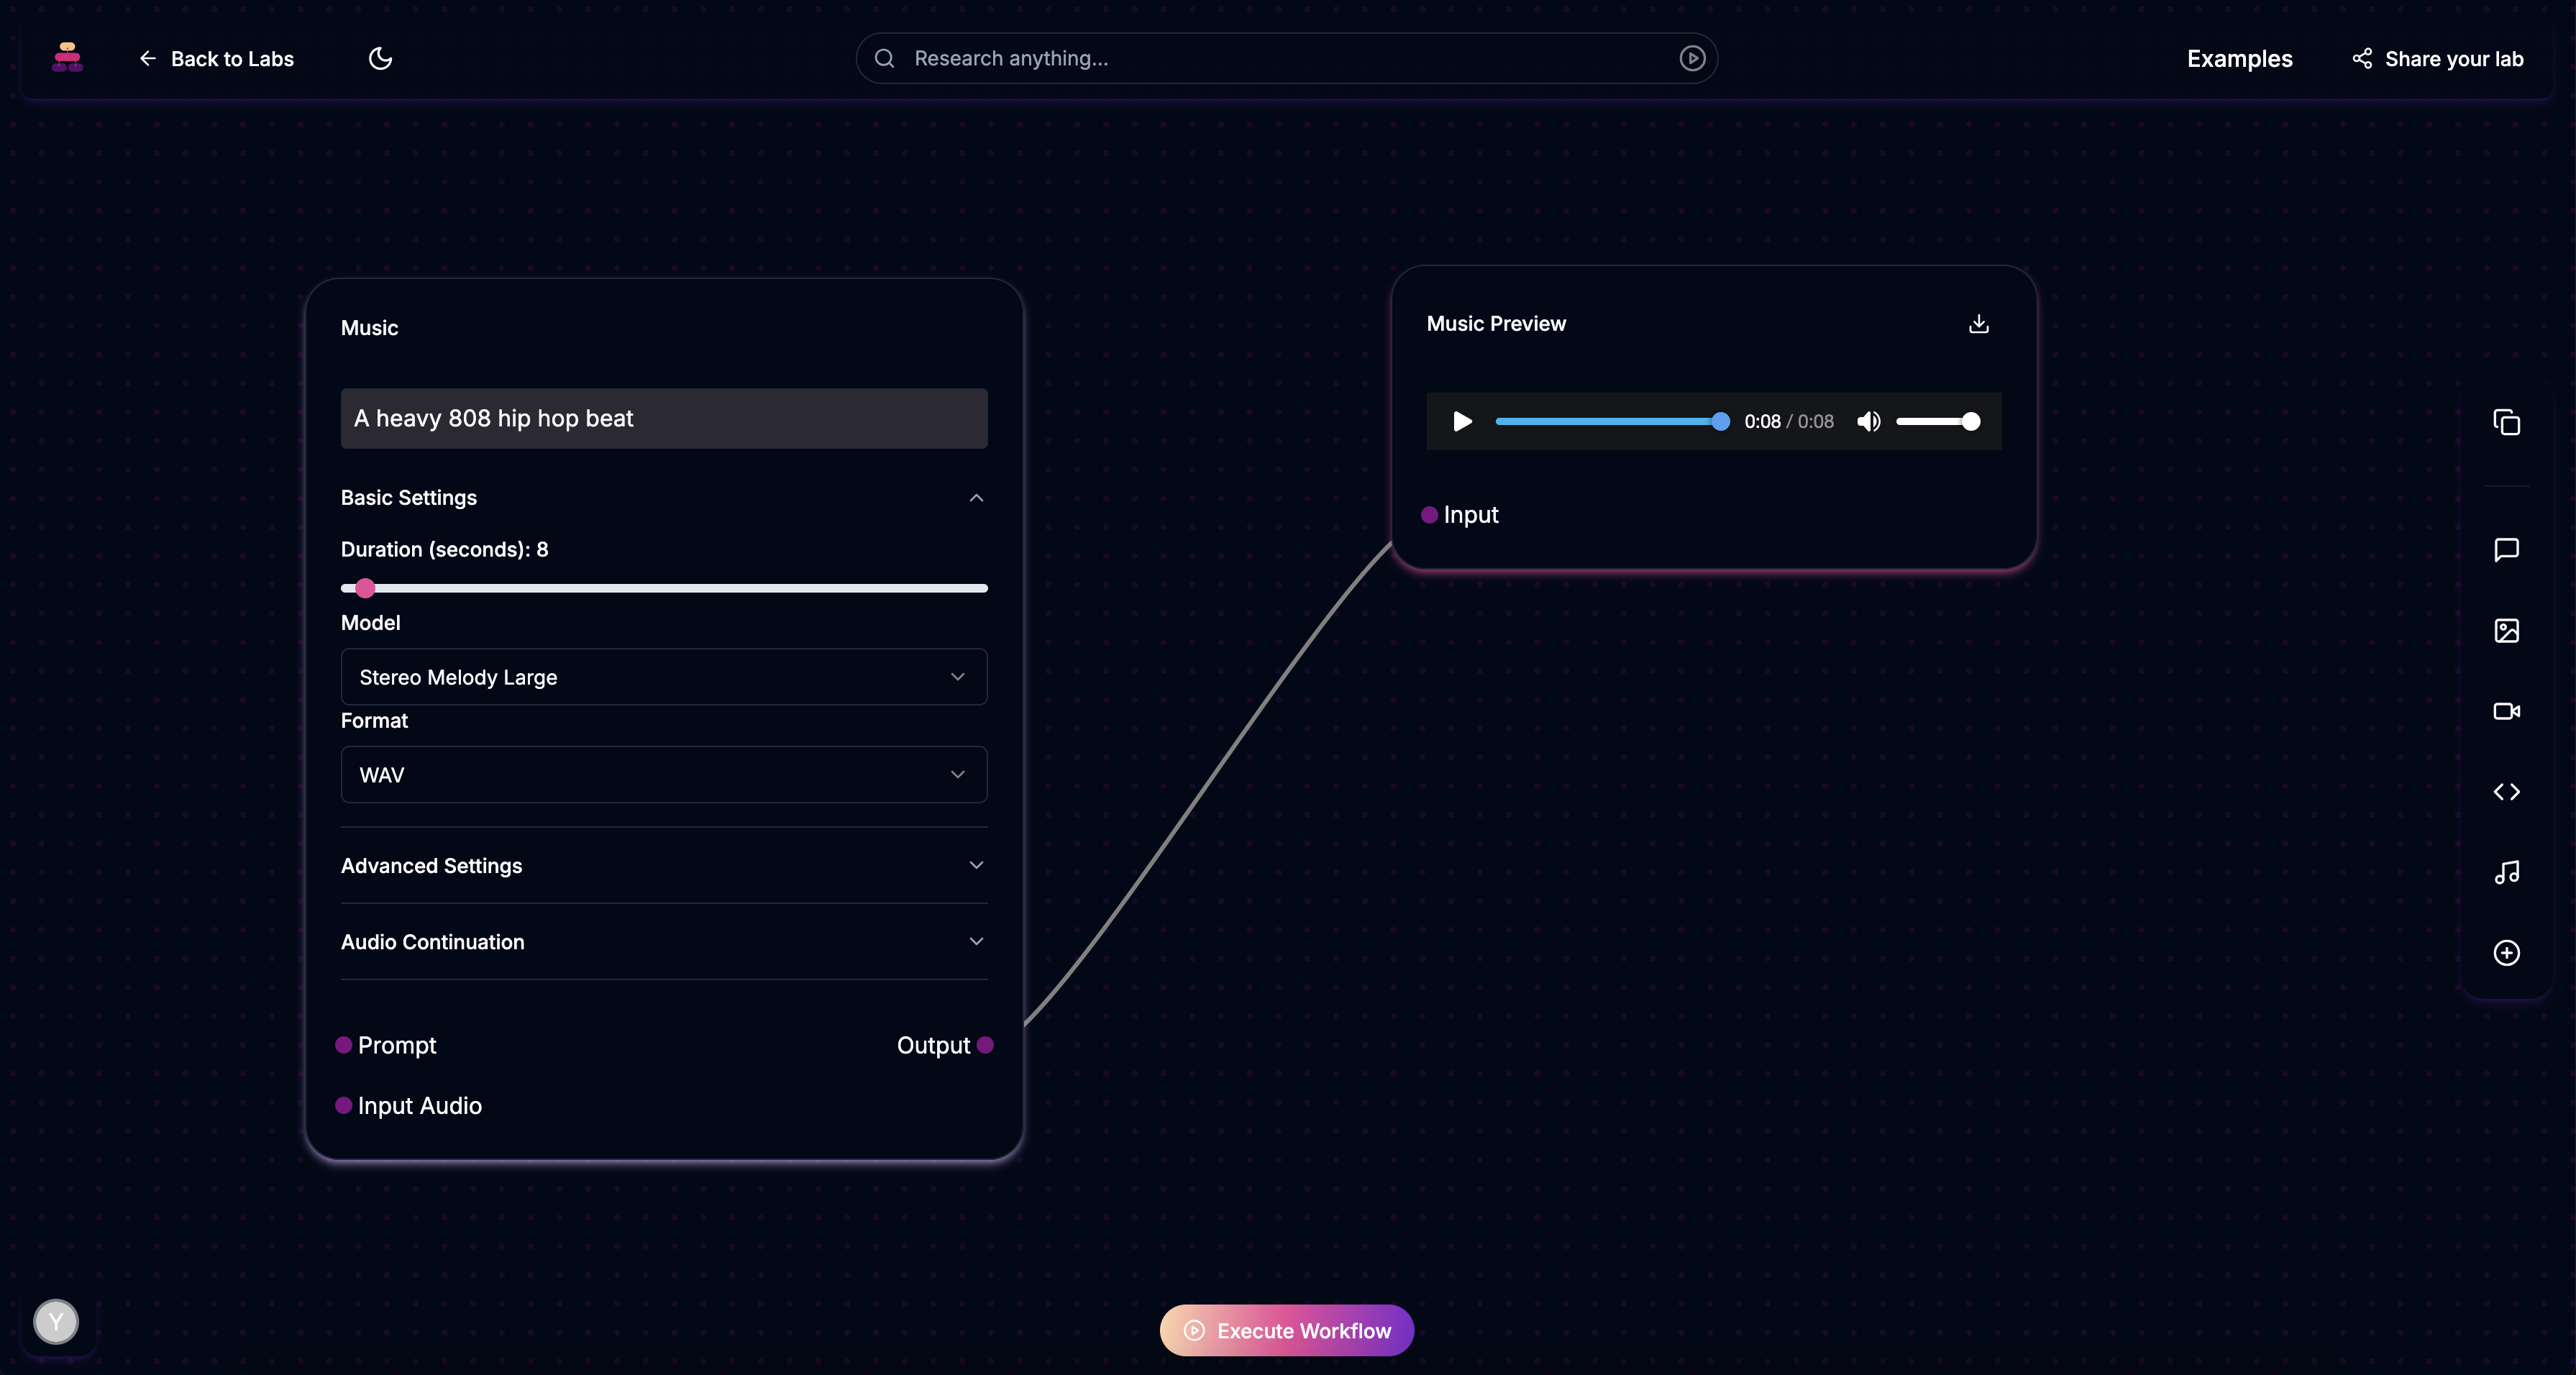 Back to Labs
Research anything...
Examples
Share your lab
Music
A heavy 808 hip hop beat
Basic Settings
Duration (seconds): 8
Model
Stereo Melody Large
Format
WAV
Advanced Settings
Audio Continuation
Prompt
Output
Input Audio
Music Preview
0:08 / 0:08
Input
Y
Execute Workflow